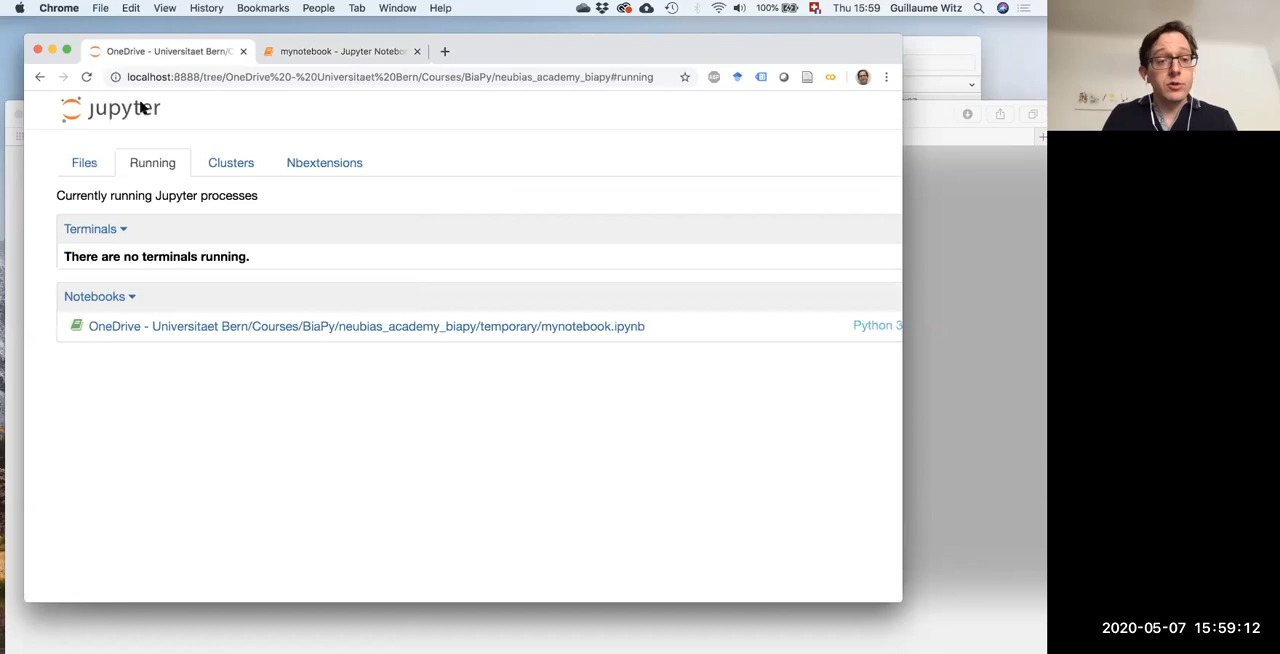 Chrome File Edit View History Bookmarks People Tab Window Help 100% Thu 15:59 Guillaume Witz
OneDrive - Universitaet Bern/C
mynotebook - Jupyter Notebo
localhost:8888/tree/OneDrive%20-%20Universitaet%20Bern/Courses/BiaPy/neubias_academy_biapy#running
jupyter
Files Running Clusters Nbextensions
Currently running Jupyter processes
Terminals
There are no terminals running.
Notebooks
OneDrive - Universitaet Bern/Courses/BiaPy/neubias_academy_biapy/temporary/mynotebook.ipynb Python 3
2020-05-07 15:59:12